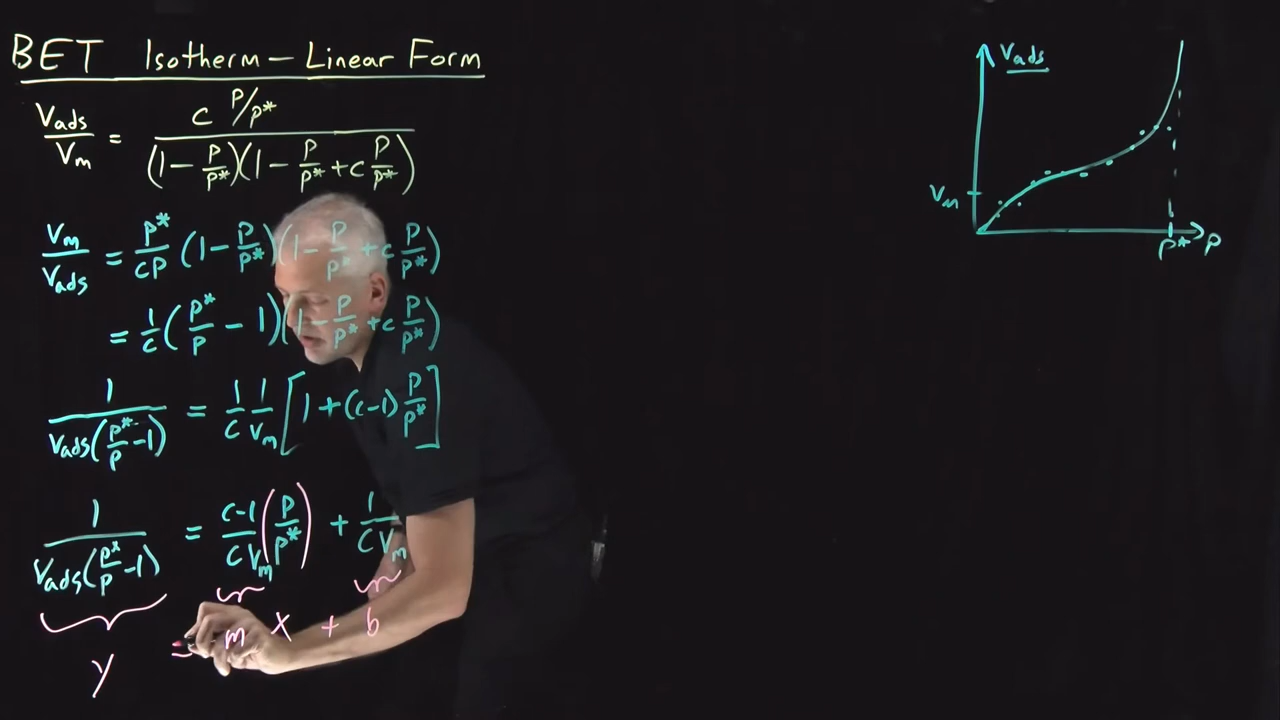 BET Isotherm – Linear Form
Vads/Vm = c P/P* / (1 − P/P*)(1 − P/P* + c P/P*)
Vm/Vads = P*/cP (1 − P/P*)(1 − P/P* + c P/P*)
= 1/c (P*/P − 1)(1 − P/P* + c P/P*)
1/Vads(P*/P − 1) = 1/c 1/Vm [1 + (c−1) P/P*]
1/Vads(P*/P − 1) = c−1/cVm (P/P*) + 1/cVm
y = m x + b
Vads
Vm
P* P